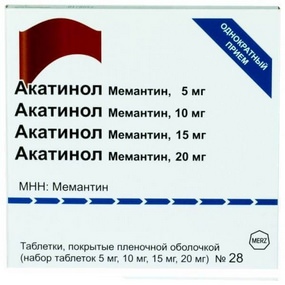 ОДНОКРАТНЫЙ
ПРИЕМ
Акатинол Мемантин, 5 мг
Акатинол Мемантин, 10 мг
Акатинол Мемантин, 15 мг
Акатинол Мемантин, 20 мг
МНН: Мемантин
MERZ
Таблетки, покрытые пленочной оболочкой
(набор таблеток 5 мг, 10 мг, 15 мг, 20 мг) № 28